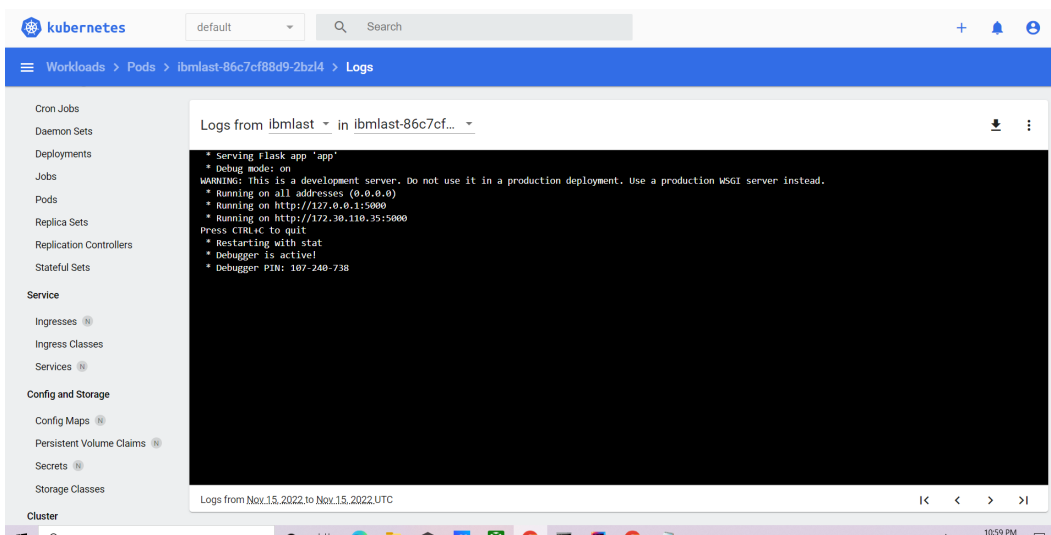 kubernetes
default
Search
Workloads > Pods > ibmlast-86c7cf88d9-2bzl4 > Logs
Cron Jobs
Daemon Sets
Deployments
Jobs
Pods
Replica Sets
Replication Controllers
Stateful Sets
Service
Ingresses N
Ingress Classes
Services N
Config and Storage
Config Maps N
Persistent Volume Claims N
Secrets N
Storage Classes
Cluster
Logs from ibmlast in ibmlast-86c7cf...
* Serving Flask app 'app'
* Debug mode: on
WARNING: This is a development server. Do not use it in a production deployment. Use a production WSGI server instead.
* Running on all addresses (0.0.0.0)
* Running on http://127.0.0.1:5000
* Running on http://172.30.110.35:5000
Press CTRL+C to quit
* Restarting with stat
* Debugger is active!
* Debugger PIN: 107-240-738
Logs from Nov 15, 2022 to Nov 15, 2022 UTC
10:59 PM